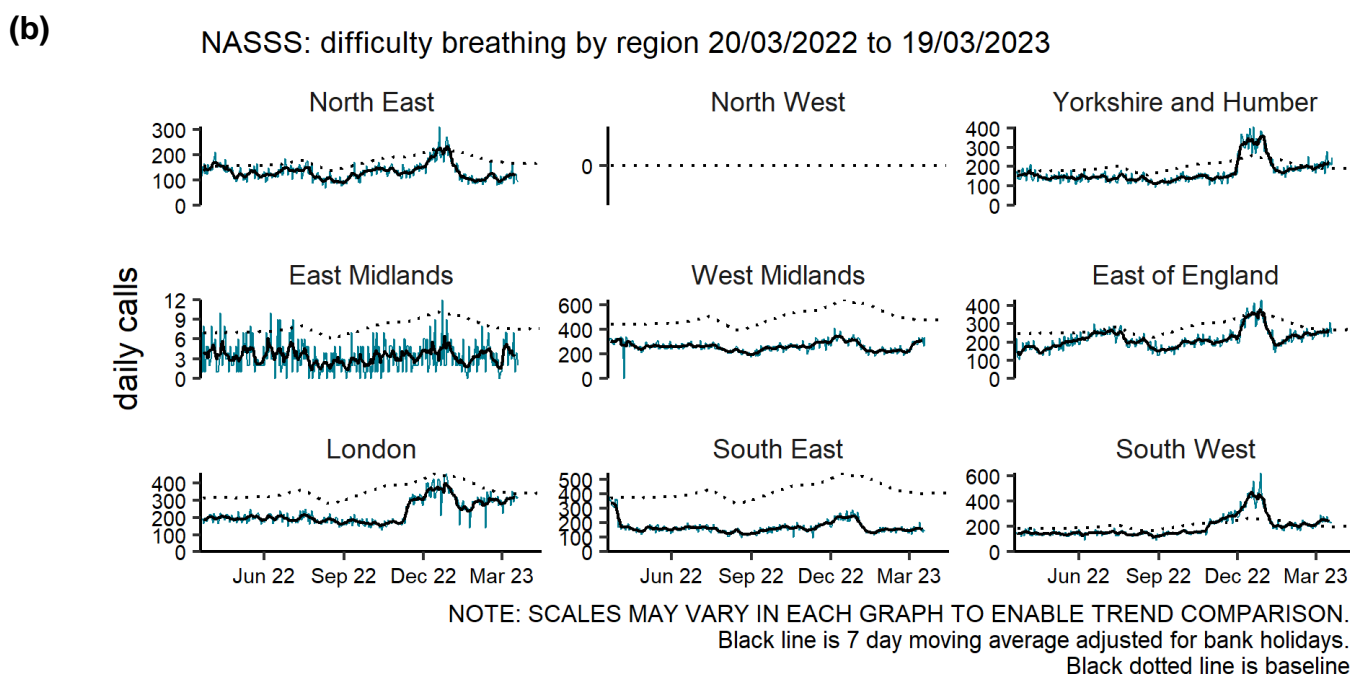 (b)
NASSS: difficulty breathing by region 20/03/2022 to 19/03/2023
North East
North West
Yorkshire and Humber
300
200
100
0
0
400
300
200
100
0
daily calls
East Midlands
West Midlands
East of England
12
9
6
3
0
600
400
200
0
400
300
200
100
0
London
South East
South West
400
300
200
100
0
500
400
300
200
100
0
600
400
200
0
Jun 22 Sep 22 Dec 22 Mar 23
Jun 22 Sep 22 Dec 22 Mar 23
Jun 22 Sep 22 Dec 22 Mar 23
NOTE: SCALES MAY VARY IN EACH GRAPH TO ENABLE TREND COMPARISON.
Black line is 7 day moving average adjusted for bank holidays.
Black dotted line is baseline